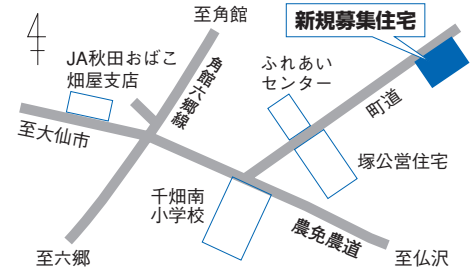 至角館
新規募集住宅
JA秋田おばこ
畑屋支店
角館六郷線
ふれあい
センター
町道
至大仙市
塚公営住宅
千畑南
小学校
農免農道
至六郷
至仏沢